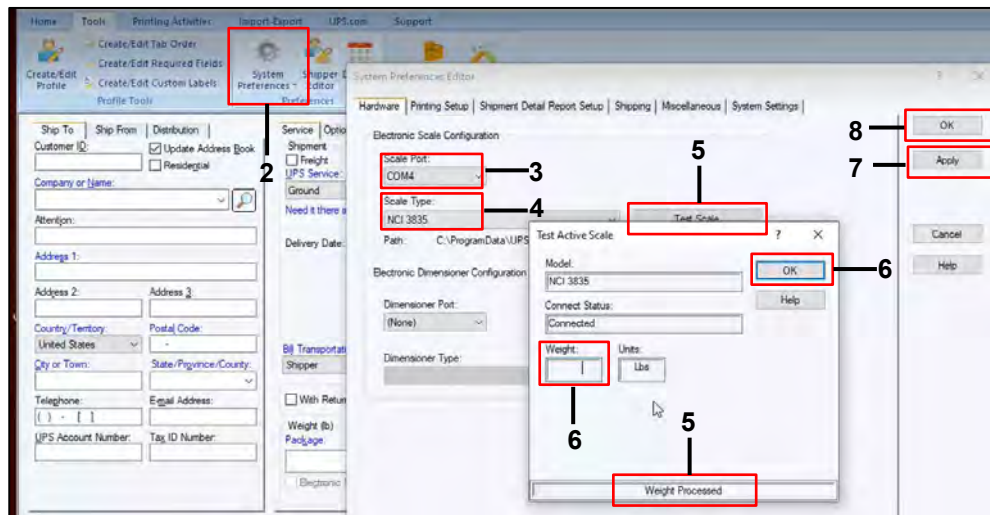 Home Tools Printing Activities Import-Export UPS.com Support
Create/Edit Profile
Create/Edit Tab Order
Create/Edit Required Fields
Create/Edit Custom Labels
Profile Tools
System Preferences
Shipper Editor
Preferences
2
Ship To Ship From Distribution
Customer ID:
Update Address Book
Residential
Company or Name:
Attention:
Address 1:
Address 2: Address 3:
Country/Territory: Postal Code:
United States -
City or Town: State/Province/County:
Telephone: E-mail Address:
( ) - [ ]
UPS Account Number: Tax ID Number:
Service
Shipment
Freight
UPS Service:
Ground
Need it there
Delivery Date:
Bill Transportati
Shipper
With Retur
Weight (lb)
Package:
Electronic
System Preferences Editor ? X
Hardware Printing Setup Shipment Detail Report Setup Shipping Miscellaneous System Settings
Electronic Scale Configuration
Scale Port:
COM4
3
Scale Type:
NCI 3835
4
5
Test Scale
Path: C:\ProgramData\UPS
Electronic Dimensioner Configuration
Dimensioner Port:
(None)
Dimensioner Type:
8
OK
7
Apply
Cancel
Help
Test Active Scale ? X
Model:
NCI 3835
OK
6
Help
Connect Status:
Connected
Weight: Units:
Lbs
6
5
Weight Processed